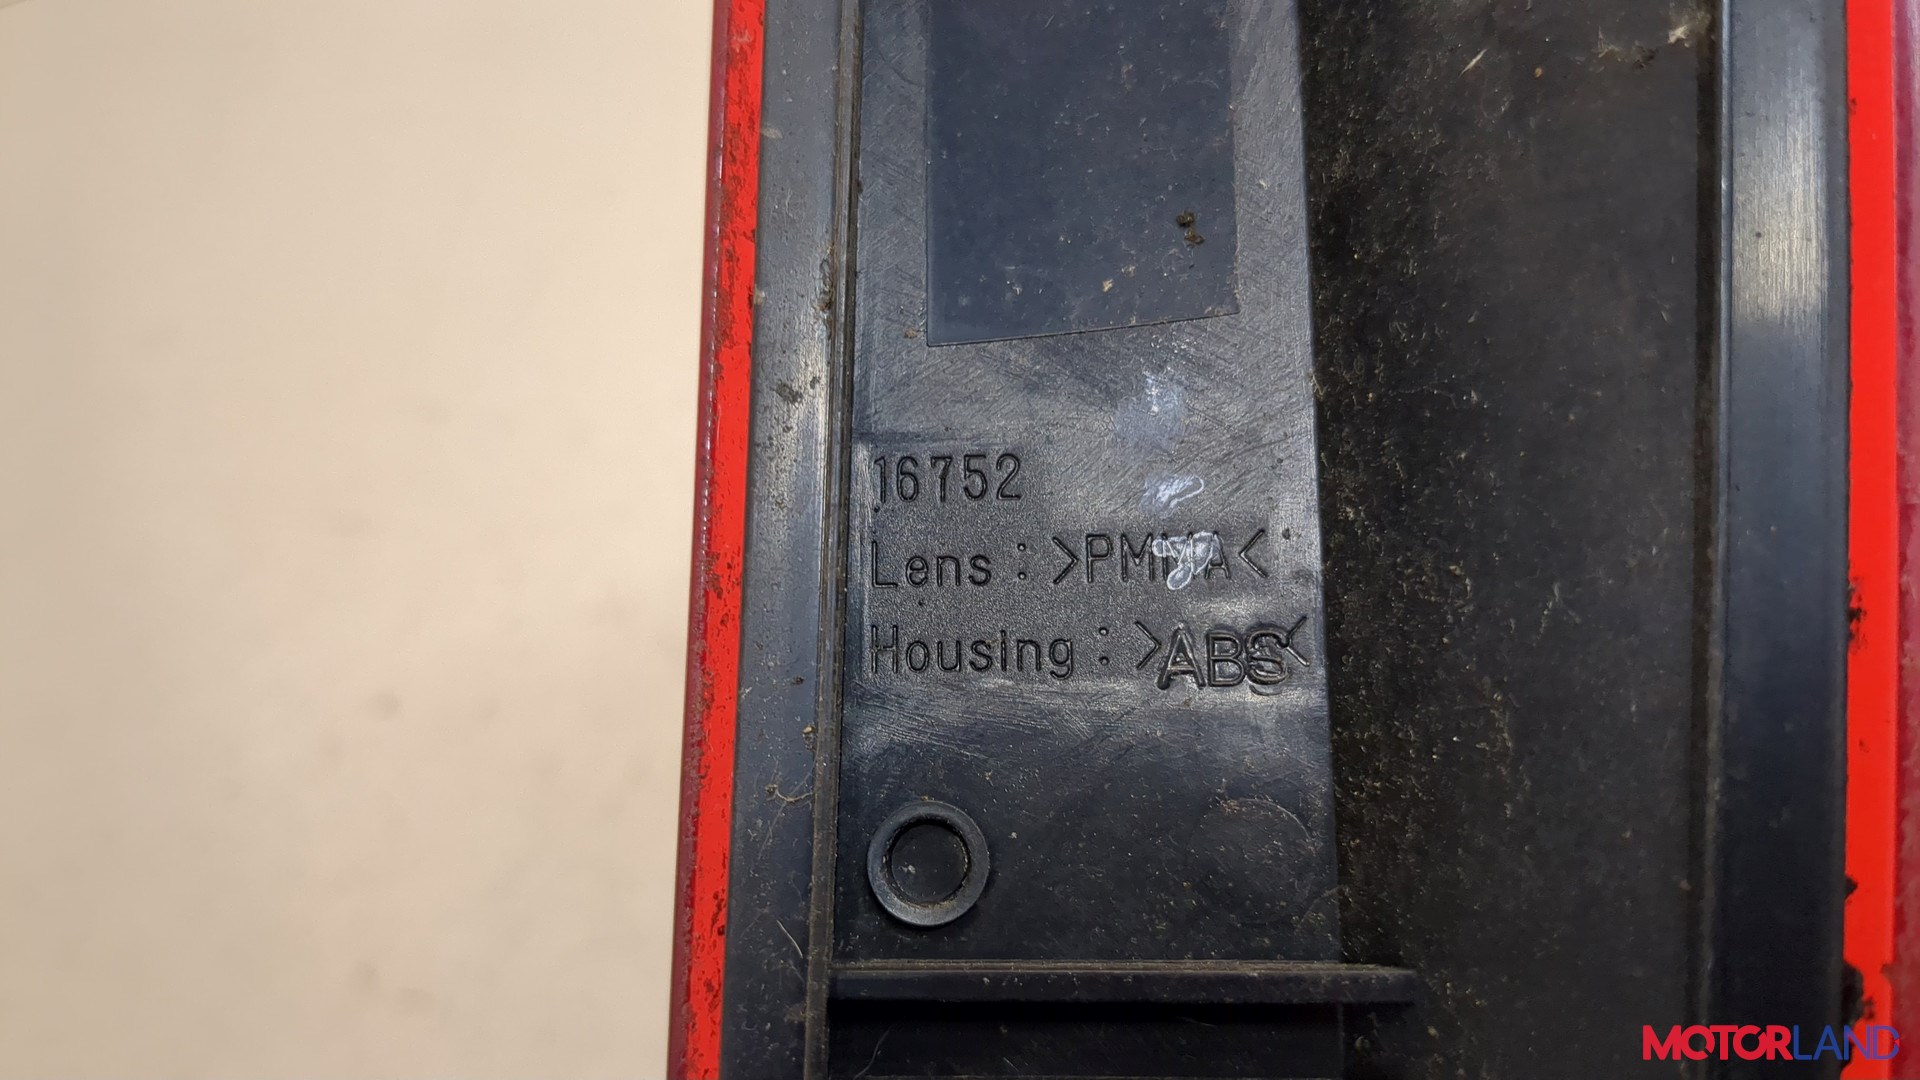 16752
Lens : >PMMA<
Housing : >ABS<
MOTORLAND